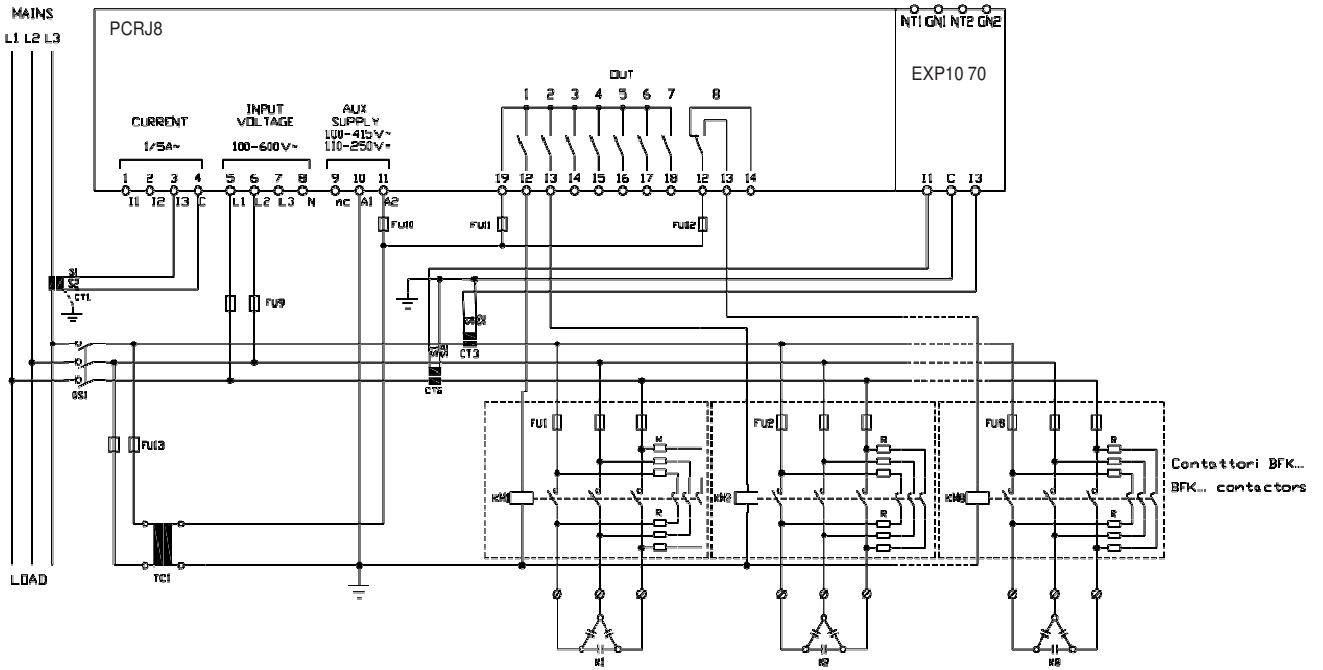 MAINS
L1 L2 L3
PCRJ8
NT1 GN1 NT2 GN2
EXP10 70
OUT
1 2 3 4 5 6 7 8
CURRENT
1/5A~
INPUT
VOLTAGE
100-600V~
AUX
SUPPLY
100-415V~
110-250V=
1 2 3 4 5 6 7 8 9 10 11 19 12 13 14 15 16 17 18 12 13 14 I1 C I3
I1 I2 I3 C L1 L2 L3 N nc A1 A2
FU10 FU11 FU12
S1
S2
CT1
FU9
CT3
QS1
FU13
FU1 FU2 FU8
R R R
KM1 KM2 KM8
R R R
Contattori BFK...
BFK... contactors
LOAD
TC1
K1 K2 K8